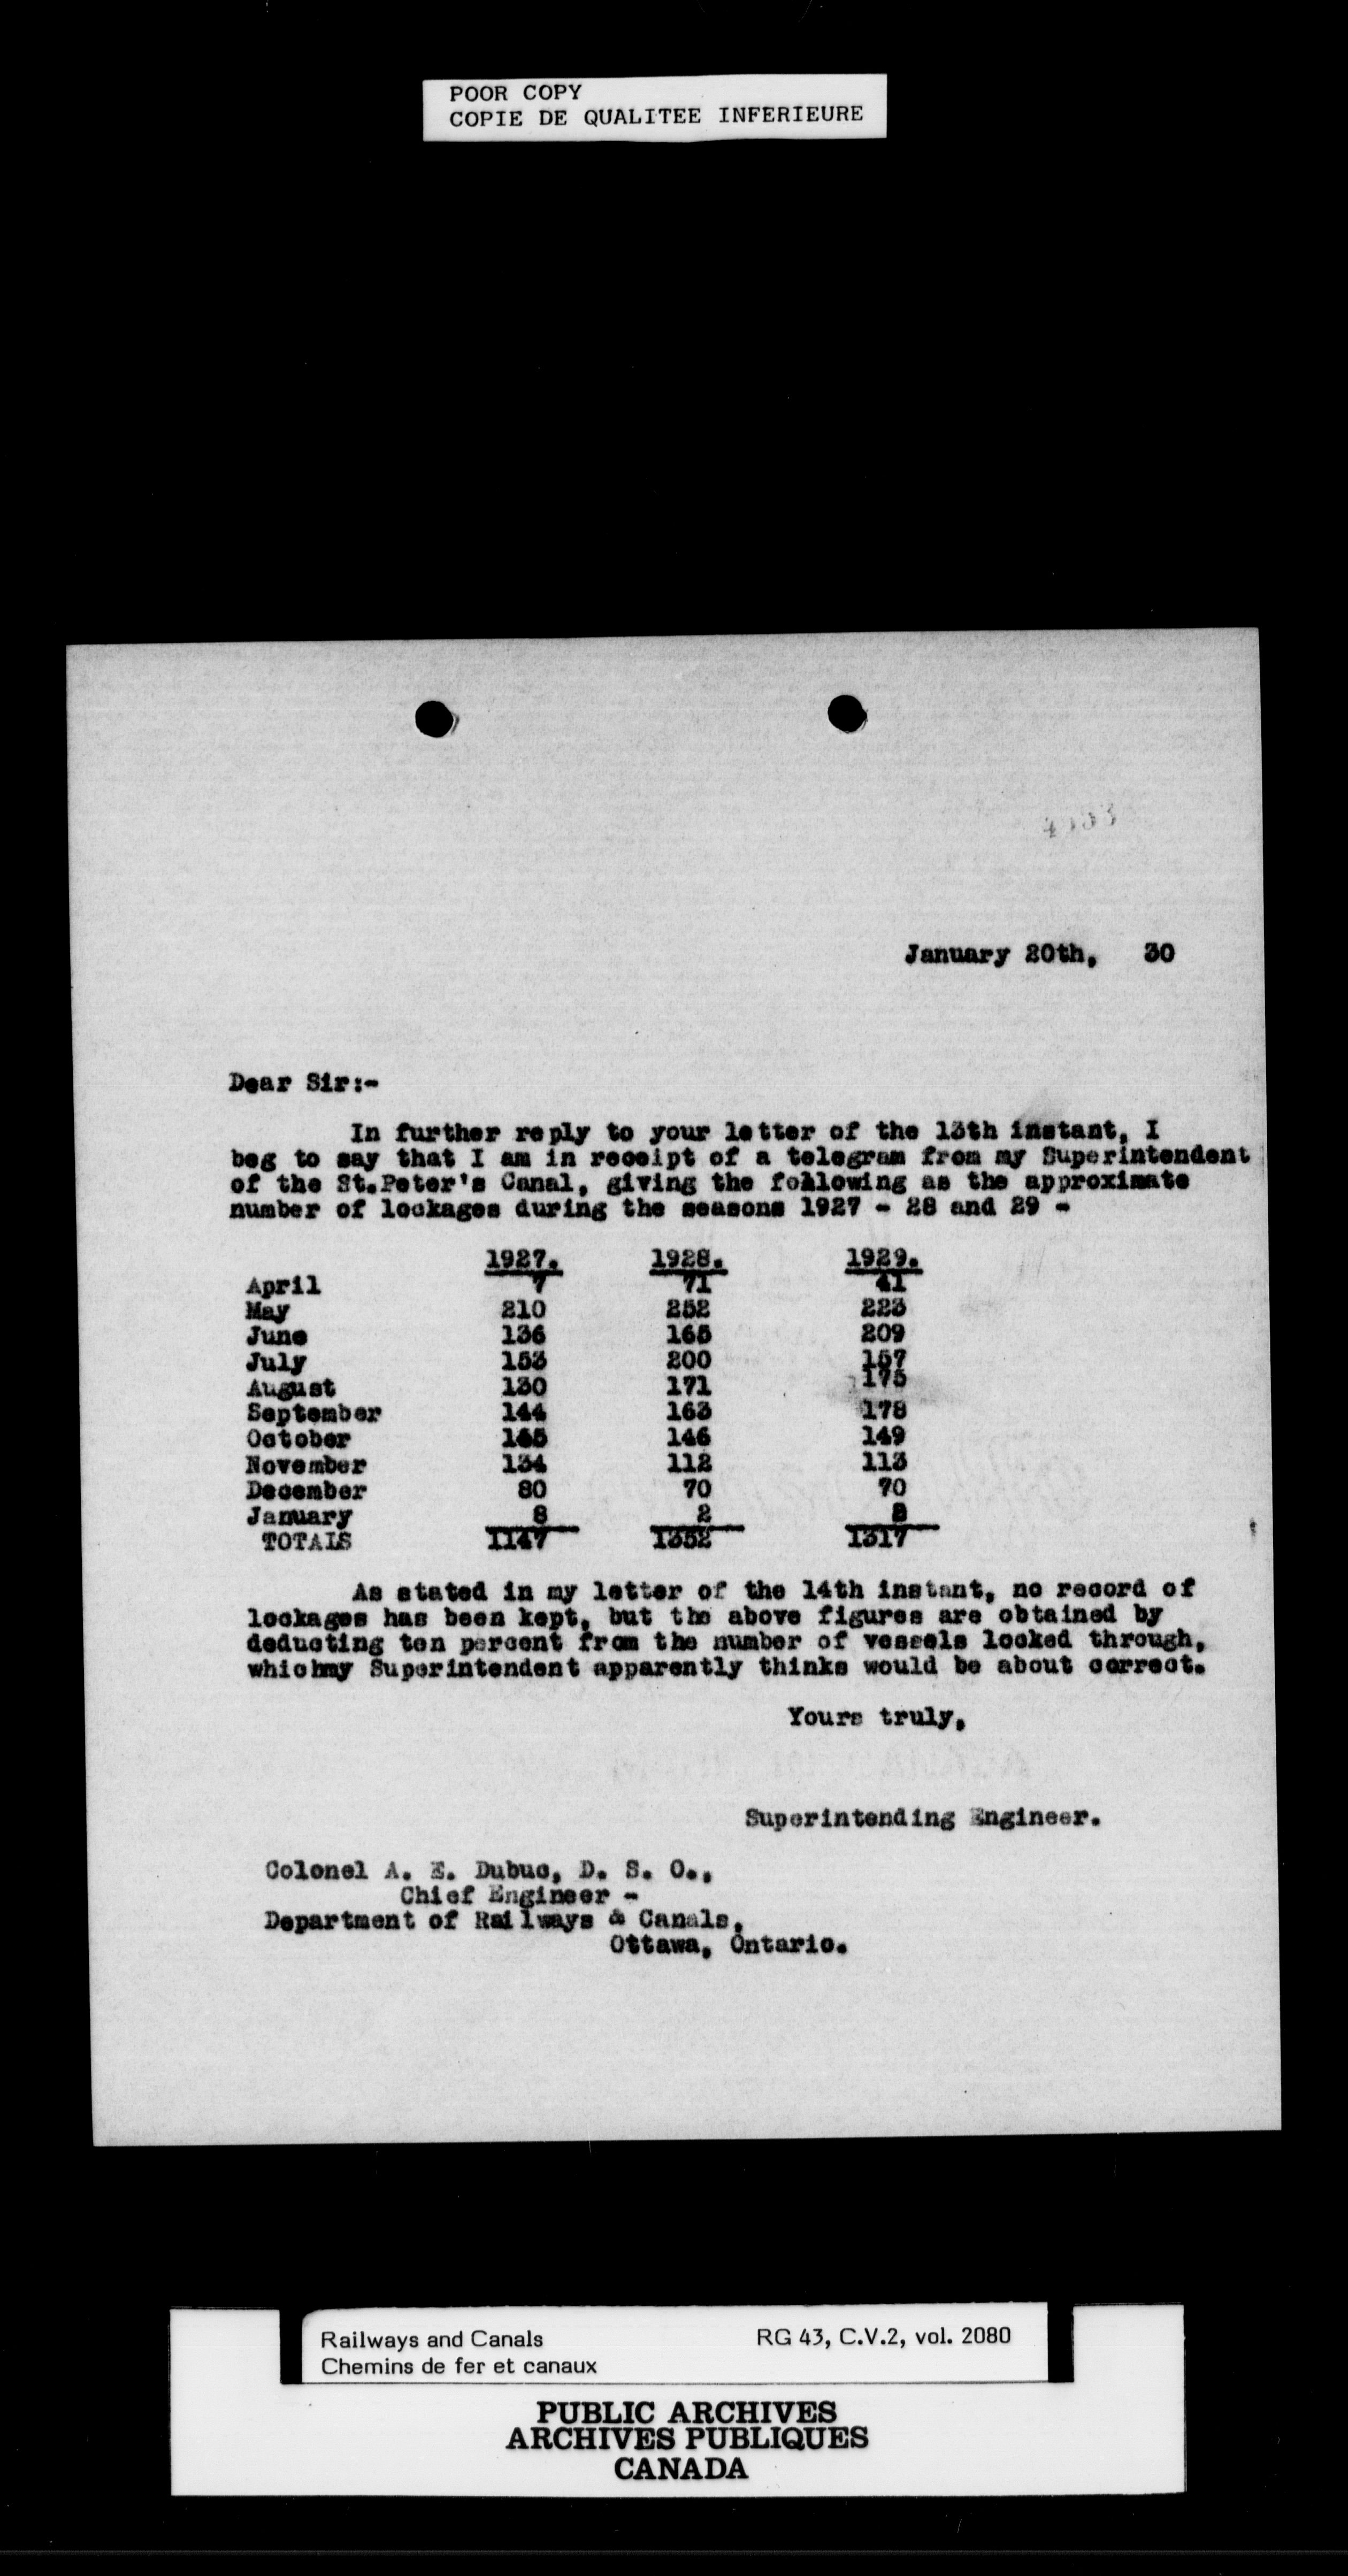 POOR COPY
COPIE DE QUALITEE INFERIEURE
January 20th, 30
Dear Sir:-
In further reply to your letter of the 13th instant, I
beg to say that I am in receipt of a telegram from my Superintendent
of the St.Peter's Canal, giving the following as the approximate
number of lockages during the seasons 1927 - 28 and 29 -
1927. 1928. 1929.
April 7 71 41
May 210 252 223
June 136 165 209
July 153 200 157
August 130 171 175
September 144 163 178
October 145 146 149
November 134 112 113
December 80 70 70
January 8 2 2
TOTALS 1147 1352 1317
As stated in my letter of the 14th instant, no record of
lockages has been kept, but the above figures are obtained by
deducting ten percent from the number of vessels locked through,
whichmy Superintendent apparently thinks would be about correct.
Yours truly,
Superintending Engineer.
Colonel A. E. Dubuc, D. S. O.,
Chief Engineer -
Department of Railways & Canals,
Ottawa, Ontario.
Railways and Canals RG 43, C.V.2, vol. 2080
Chemins de fer et canaux
PUBLIC ARCHIVES
ARCHIVES PUBLIQUES
CANADA